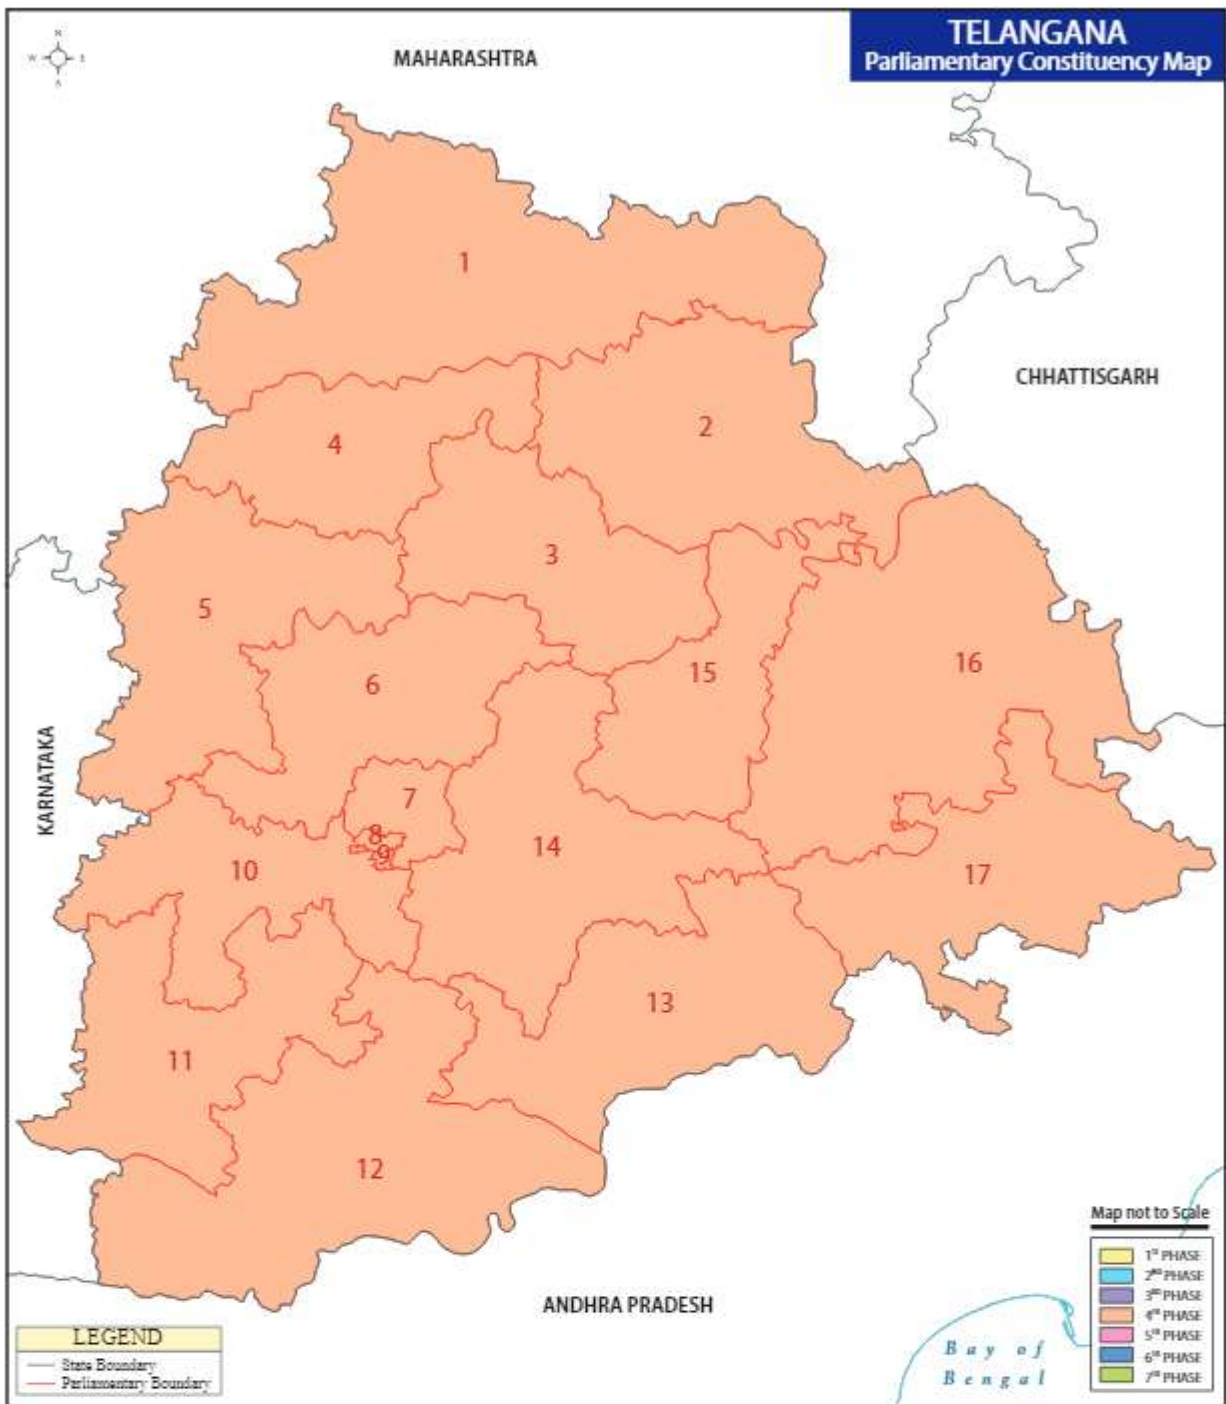 TELANGANA
Parliamentary Constituency Map
N
W E
S
MAHARASHTRA
CHHATTISGARH
KARNATAKA
ANDHRA PRADESH
1
2
4
3
5
6
15
16
7
8
9
14
10
17
13
11
12
Map not to Scale
1ST PHASE
2ND PHASE
3RD PHASE
4th PHASE
5th PHASE
6th PHASE
7th PHASE
Bay of
Bengal
LEGEND
State Boundary
Parliamentary Boundary